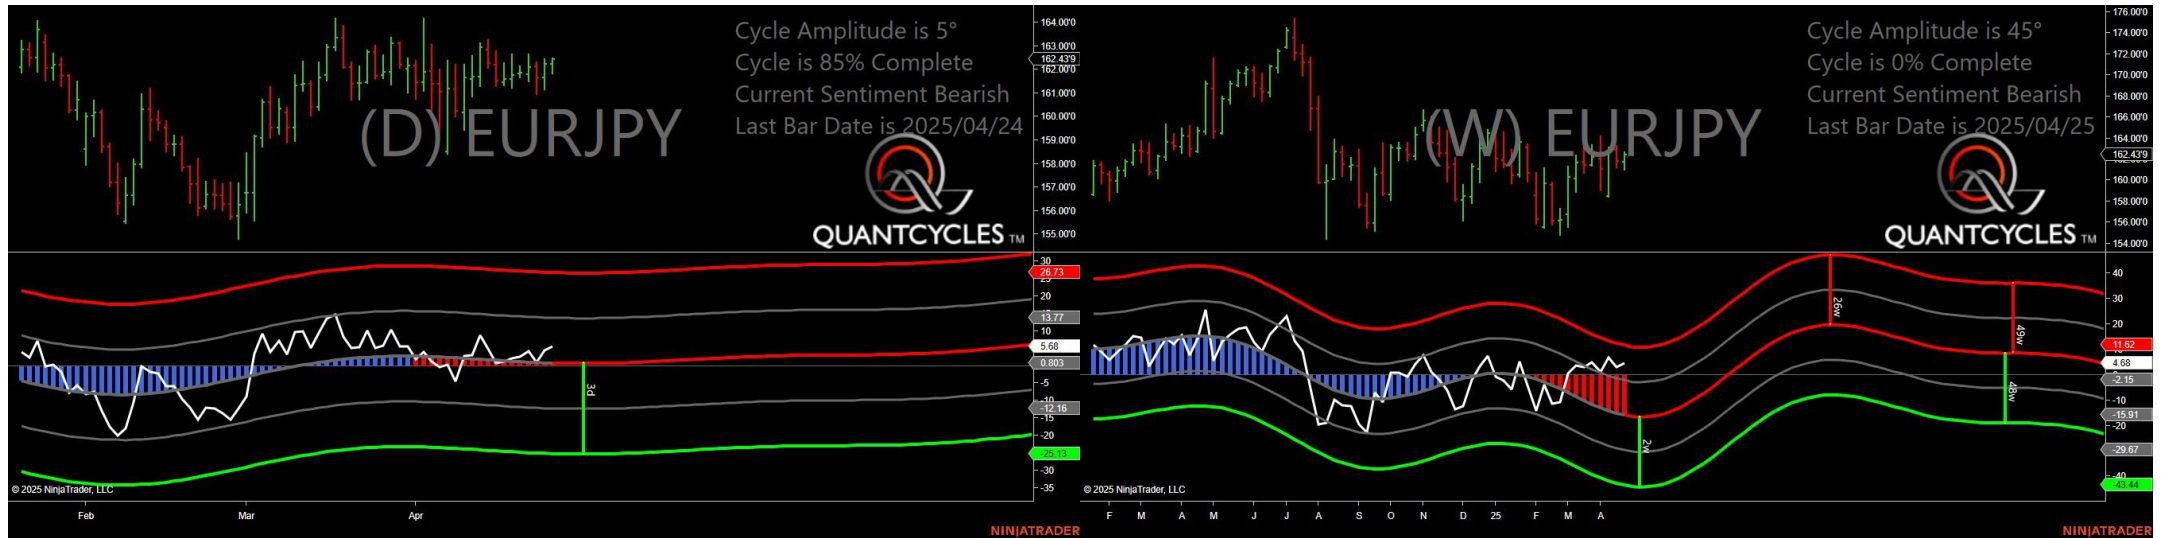 Cycle Amplitude is 5°
Cycle is 85% Complete
Current Sentiment Bearish
Last Bar Date is 2025/04/24
(D) EURJPY
QUANTCYCLES TM
164.00'0
163.00'0
162.43'9
162.00'0
161.00'0
160.00'0
159.00'0
158.00'0
157.00'0
156.00'0
155.00'0
30
26.73
20
13.77
10
5.68
0.803
-5
-10
-12.16
-15
-20
-25.13
-30
-35
3d
© 2025 NinjaTrader, LLC
Feb
Mar
Apr
NINJATRADER
Cycle Amplitude is 45°
Cycle is 0% Complete
Current Sentiment Bearish
Last Bar Date is 2025/04/25
(W) EURJPY
QUANTCYCLES TM
176.00'0
174.00'0
172.00'0
170.00'0
168.00'0
166.00'0
164.00'0
162.43'9
160.00'0
158.00'0
156.00'0
154.00'0
40
30
20
11.62
4.68
-2.15
-10
-15.91
-20
-29.67
-40
-43.44
26w
49w
48w
2w
© 2025 NinjaTrader, LLC
F
M
A
M
J
J
A
S
O
N
D
25
F
M
A
NINJATRADER